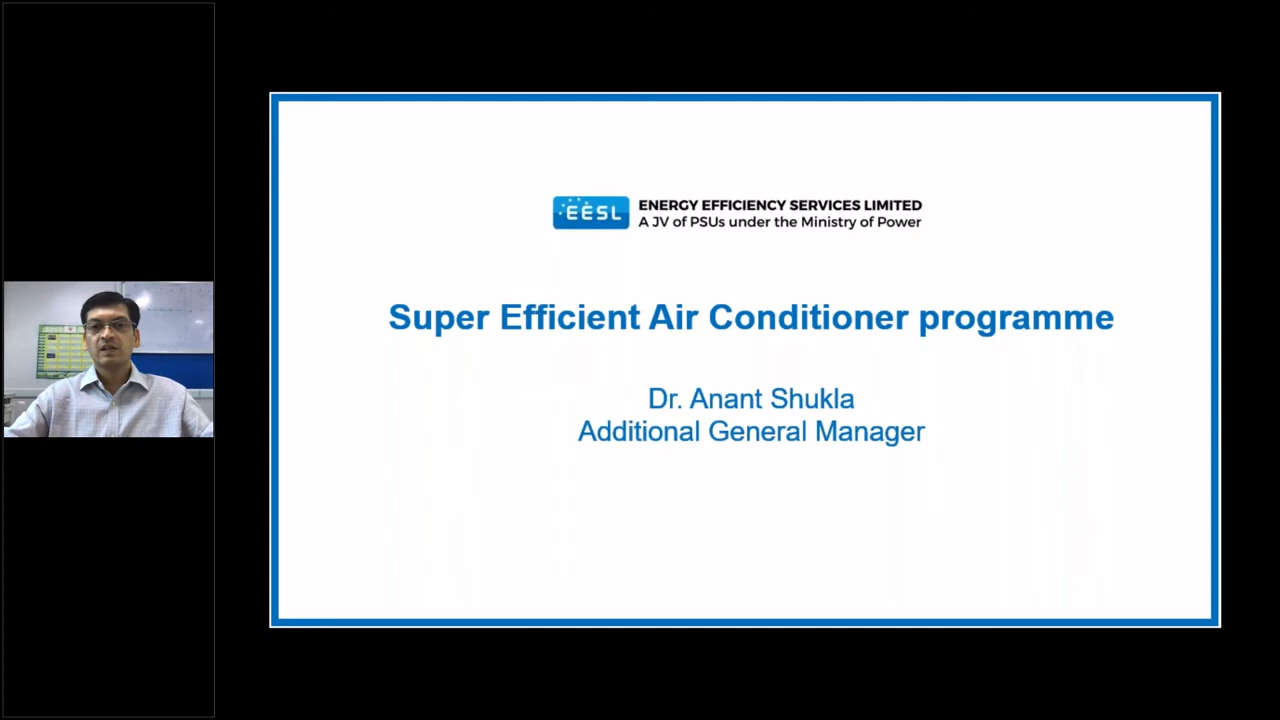 EESL
ENERGY EFFICIENCY SERVICES LIMITED
A JV of PSUs under the Ministry of Power
Super Efficient Air Conditioner programme
Dr. Anant Shukla
Additional General Manager